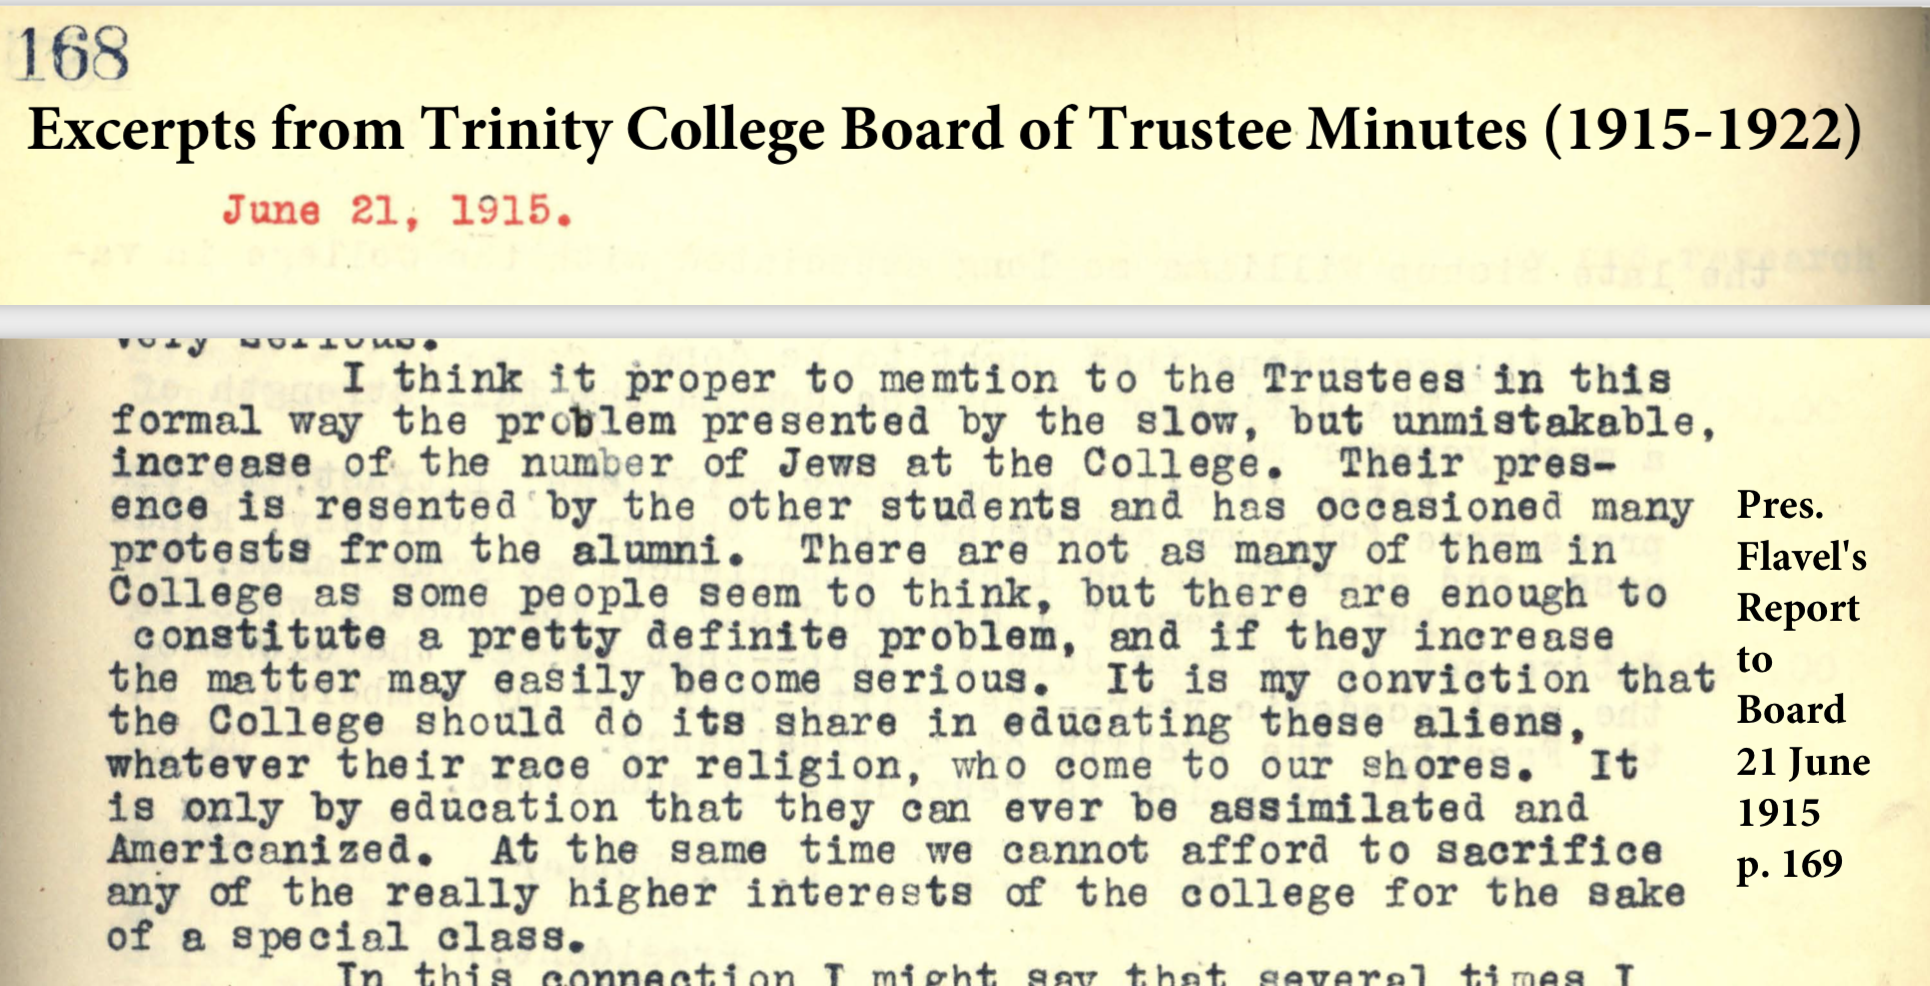 168
Excerpts from Trinity College Board of Trustee Minutes (1915-1922)
June 21, 1915.
very serious.
I think it proper to memtion to the Trustees in this
formal way the problem presented by the slow, but unmistakable,
increase of the number of Jews at the College. Their pres-
ence is resented by the other students and has occasioned many
protests from the alumni. There are not as many of them in
College as some people seem to think, but there are enough to
constitute a pretty definite problem, and if they increase
the matter may easily become serious. It is my conviction that
the College should do its share in educating these aliens,
whatever their race or religion, who come to our shores. It
is only by education that they can ever be assimilated and
Americanized. At the same time we cannot afford to sacrifice
any of the really higher interests of the college for the sake
of a special class.
In this connection I might say that several times I
Pres.
Flavel's
Report
to
Board
21 June
1915
p. 169